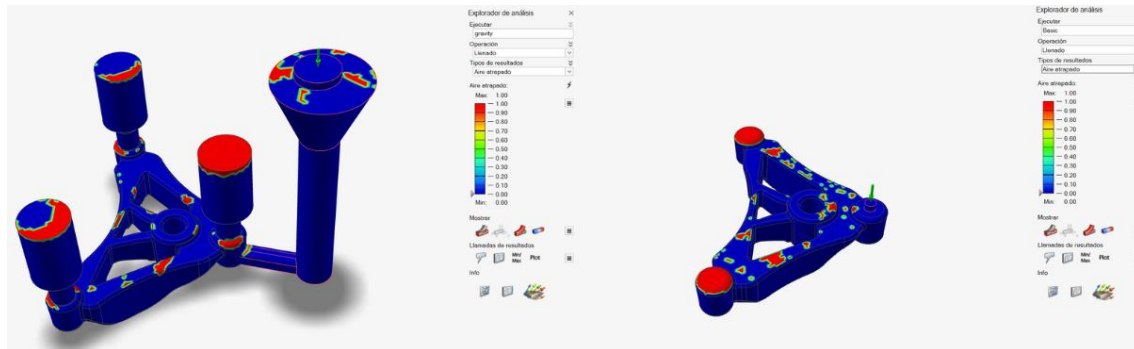 Explorador de análisis
Ejecutar
gravity
Operación
Llenado
Tipos de resultados
Aire atrapado
Aire atrapado:
Max: 1.00
1.00
0.90
0.80
0.70
0.60
0.50
0.40
0.30
0.20
0.10
0.00
Min: 0.00
Mostrar
Llamadas de resultados
Min/
Max
Plot
Info
Explorador de análisis
Ejecutar
Basic
Operación
Llenado
Tipos de resultados
Aire atrapado
Aire atrapado:
Max: 1.00
1.00
0.90
0.80
0.70
0.60
0.50
0.40
0.30
0.20
0.10
0.00
Min: 0.00
Mostrar
Llamadas de resultados
Min/
Max
Plot
Info